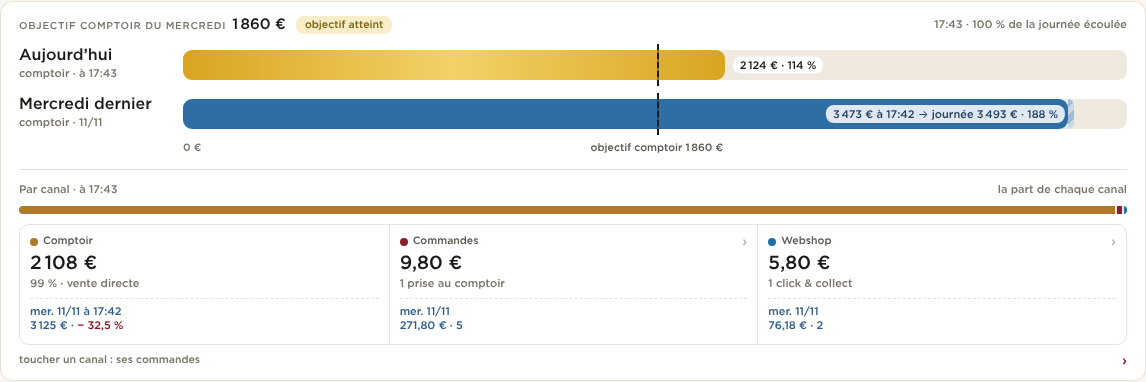 OBJECTIF COMPTOIR DU MERCREDI 1 860 € objectif atteint
17:43 · 100 % de la journée écoulée
Aujourd'hui
comptoir · à 17:43
2 124 € · 114 %
Mercredi dernier
comptoir · 11/11
3 473 € à 17:42 → journée 3 493 € · 188 %
0 €
objectif comptoir 1 860 €
Par canal · à 17:43
la part de chaque canal
Comptoir
2 108 €
99 % · vente directe
mer. 11/11 à 17:42
3 125 € · − 32,5 %
Commandes ›
9,80 €
1 prise au comptoir
mer. 11/11
271,80 € · 5
Webshop ›
5,80 €
1 click & collect
mer. 11/11
76,18 € · 2
toucher un canal : ses commandes ›